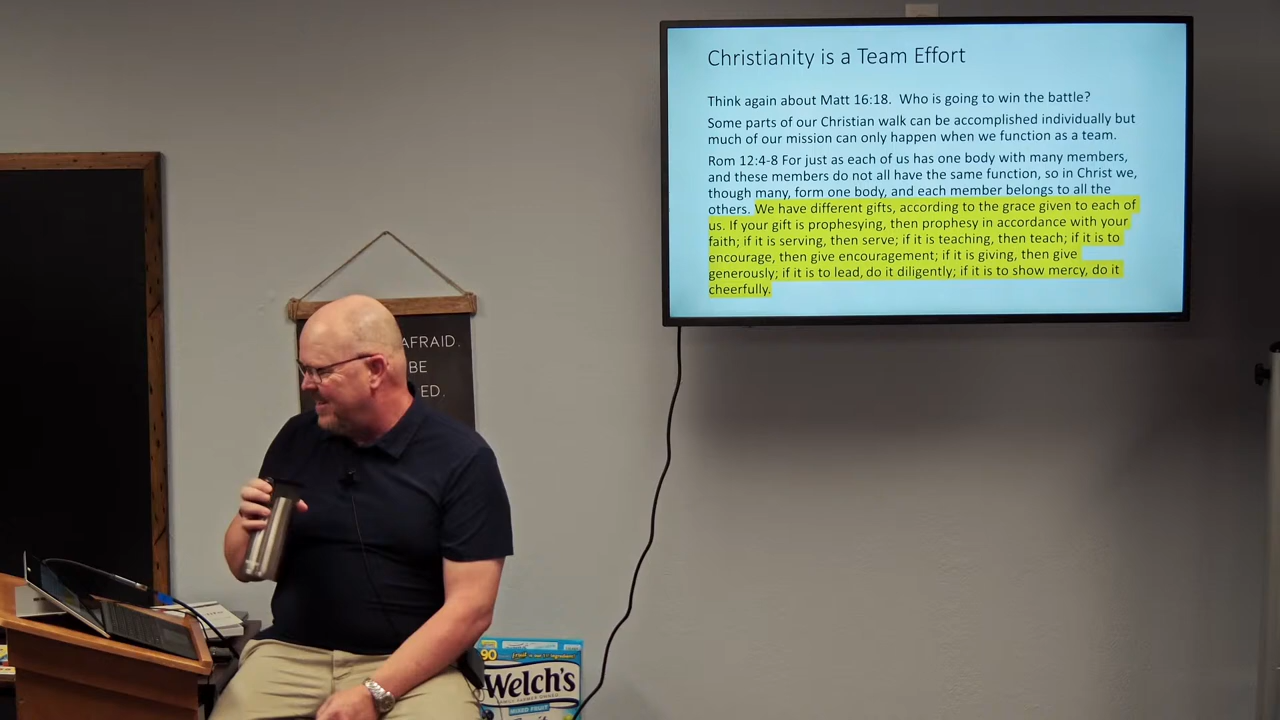 Christianity is a Team Effort
Think again about Matt 16:18. Who is going to win the battle?
Some parts of our Christian walk can be accomplished individually but
much of our mission can only happen when we function as a team.
Rom 12:4-8 For just as each of us has one body with many members,
and these members do not all have the same function, so in Christ we,
though many, form one body, and each member belongs to all the
others. We have different gifts, according to the grace given to each of
us. If your gift is prophesying, then prophesy in accordance with your
faith; if it is serving, then serve; if it is teaching, then teach; if it is to
encourage, then give encouragement; if it is giving, then give
generously; if it is to lead, do it diligently; if it is to show mercy, do it
cheerfully.
AFRAID.
BE
ED.
90
Welch's
MIXED FRUIT